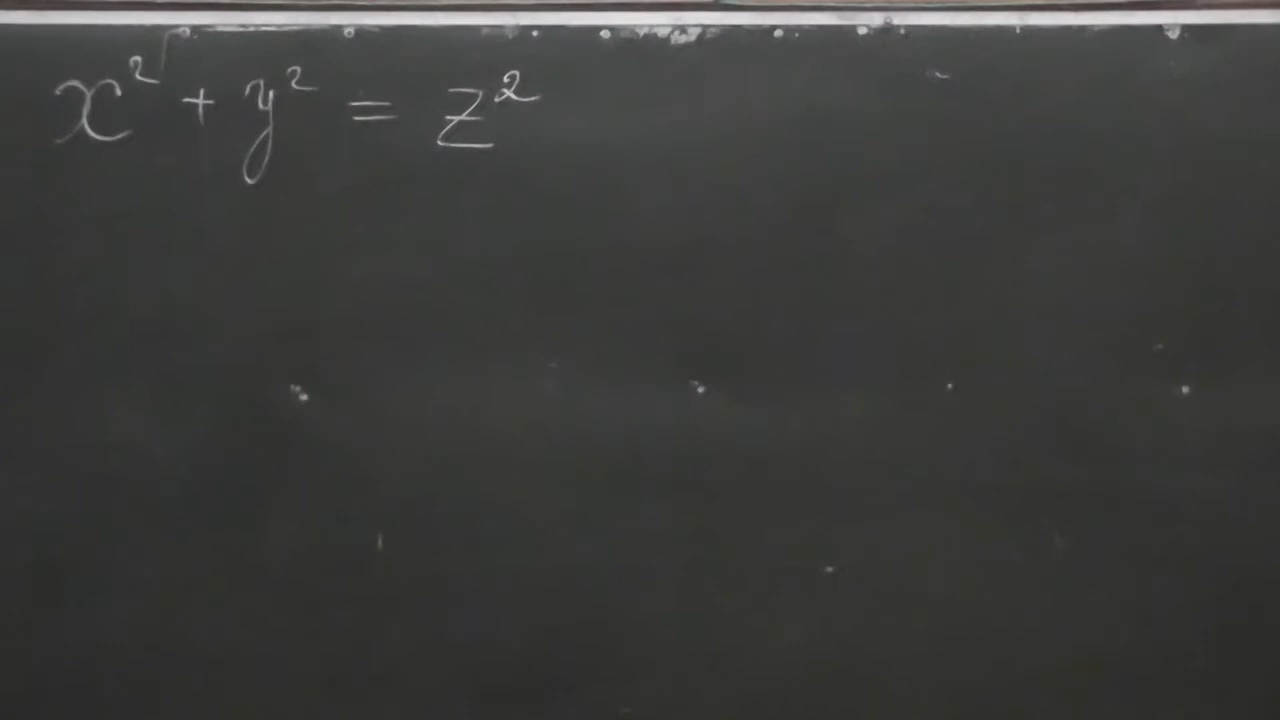 x² + y² = z²